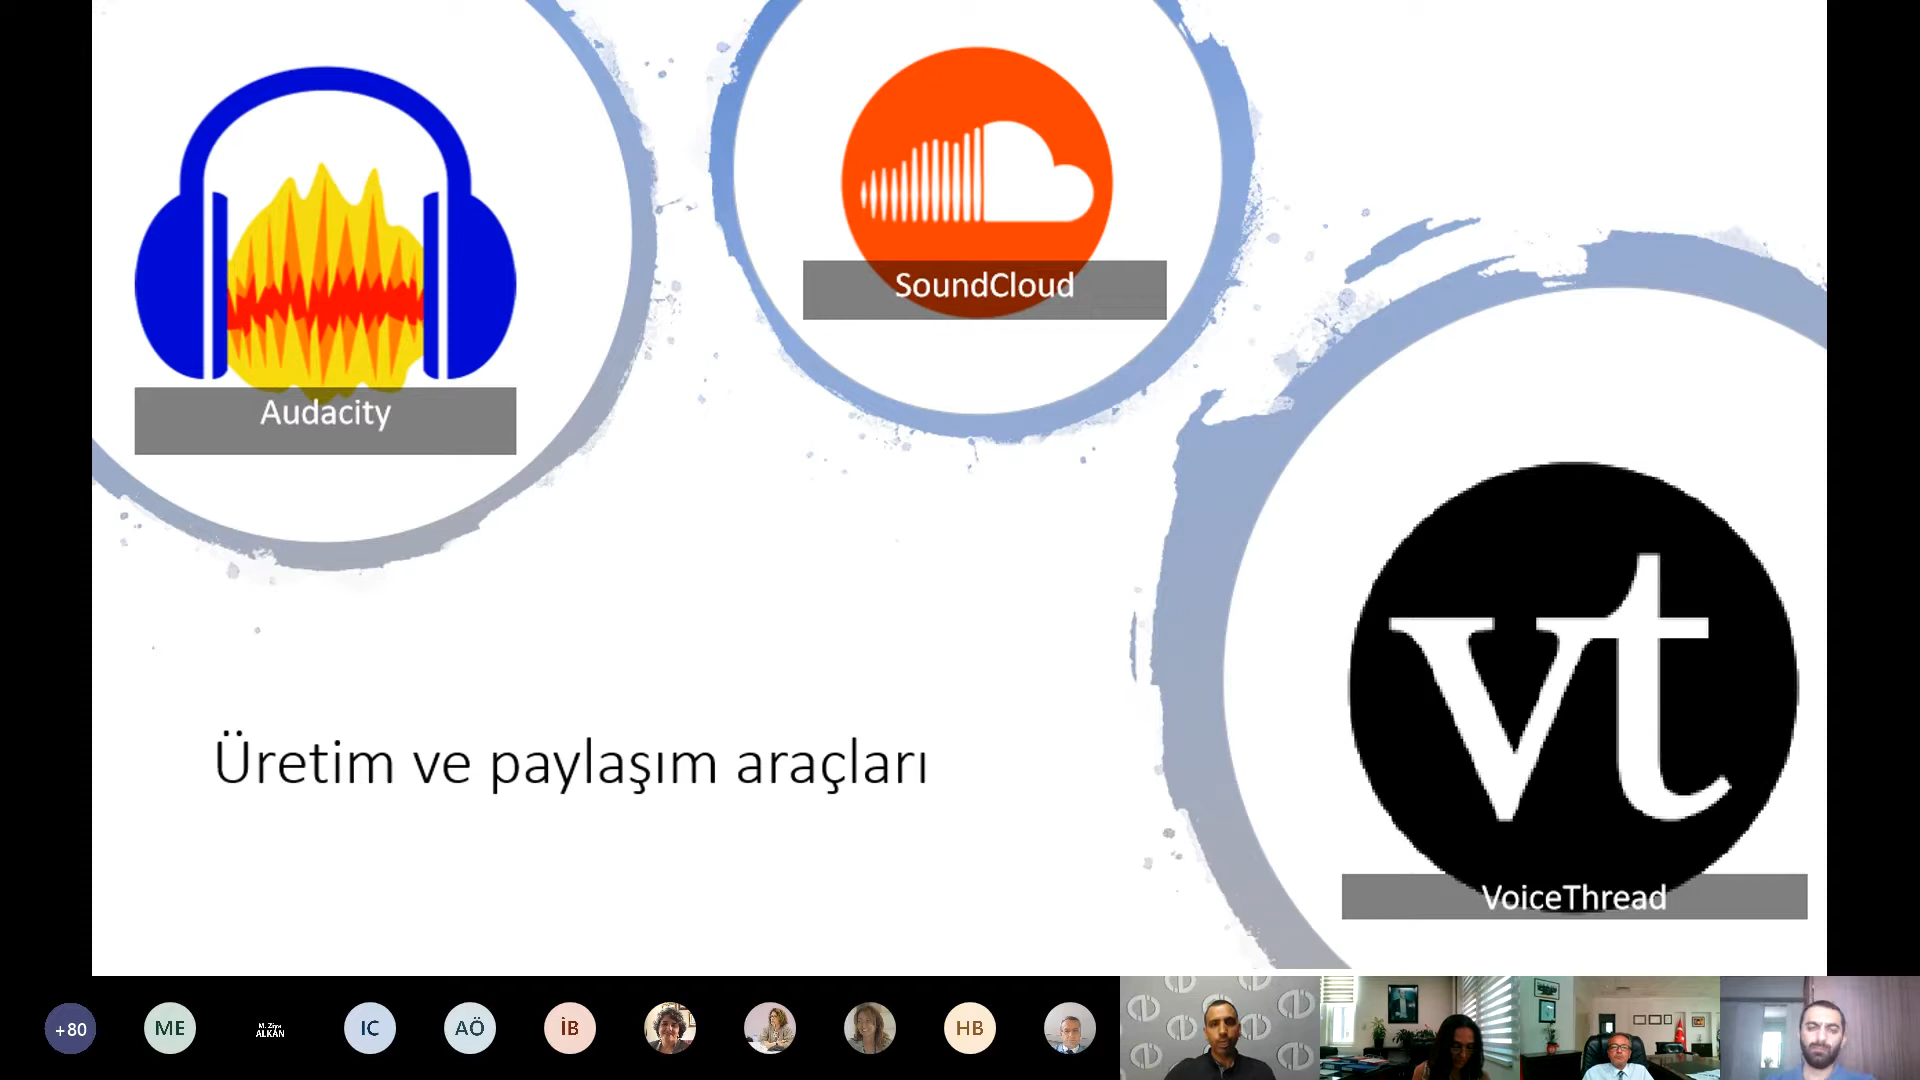 SoundCloud
Audacity
vt
Üretim ve paylaşım araçları
VoiceThread
+80
ME
M. Ziya
ALKAN
IC
AÖ
İB
HB